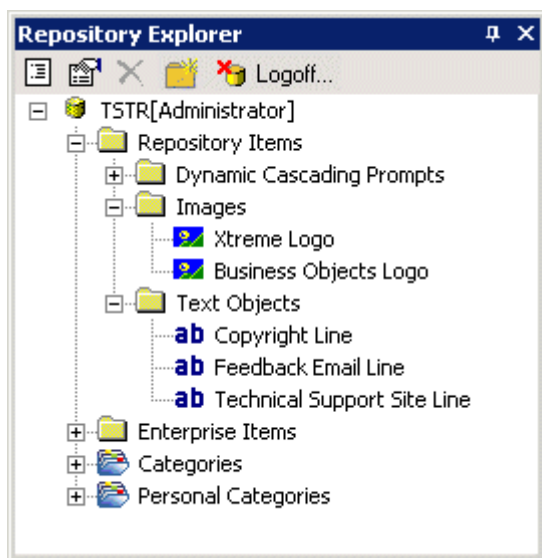 Repository Explorer
Logoff...
TSTR[Administrator]
Repository Items
Dynamic Cascading Prompts
Images
Xtreme Logo
Business Objects Logo
Text Objects
ab Copyright Line
ab Feedback Email Line
ab Technical Support Site Line
Enterprise Items
Categories
Personal Categories